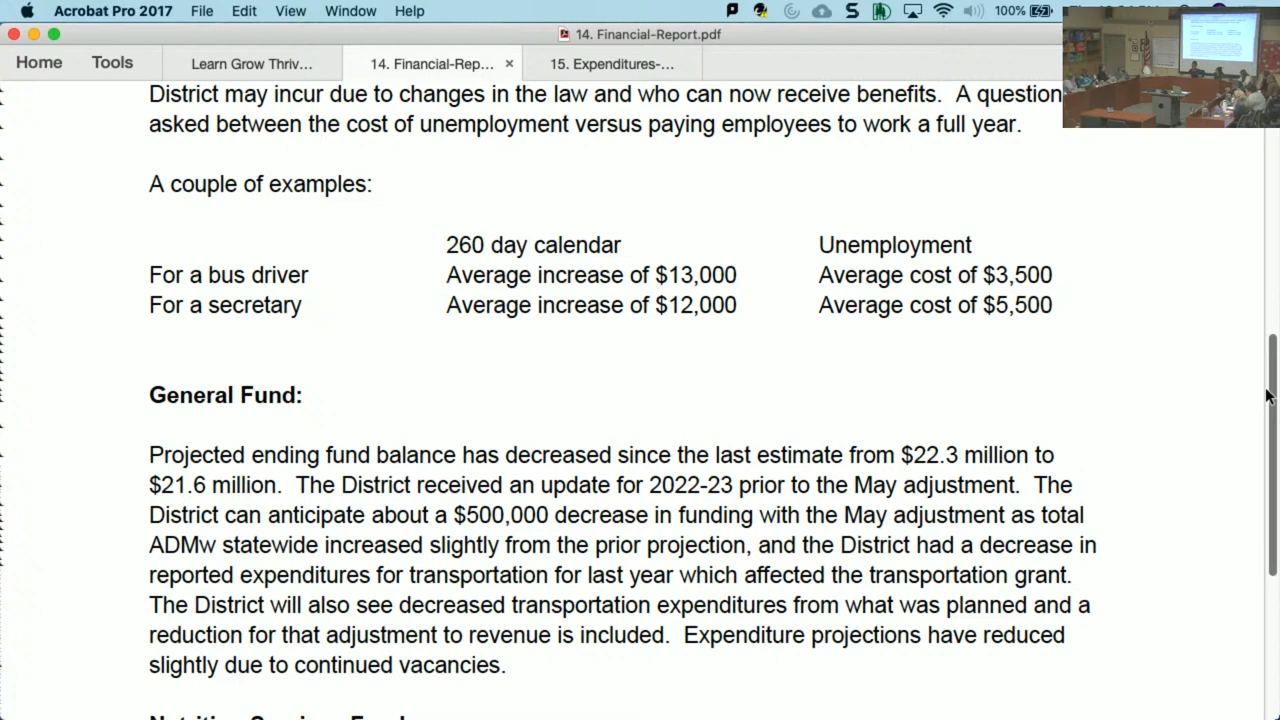 Acrobat Pro 2017 File Edit View Window Help 100%
14. Financial-Report.pdf
Home Tools Learn Grow Thriv... 14. Financial-Rep... × 15. Expenditures-...
District may incur due to changes in the law and who can now receive benefits. A question
asked between the cost of unemployment versus paying employees to work a full year.
A couple of examples:
260 day calendar Unemployment
For a bus driver Average increase of $13,000 Average cost of $3,500
For a secretary Average increase of $12,000 Average cost of $5,500
General Fund:
Projected ending fund balance has decreased since the last estimate from $22.3 million to
$21.6 million. The District received an update for 2022-23 prior to the May adjustment. The
District can anticipate about a $500,000 decrease in funding with the May adjustment as total
ADMw statewide increased slightly from the prior projection, and the District had a decrease in
reported expenditures for transportation for last year which affected the transportation grant.
The District will also see decreased transportation expenditures from what was planned and a
reduction for that adjustment to revenue is included. Expenditure projections have reduced
slightly due to continued vacancies.